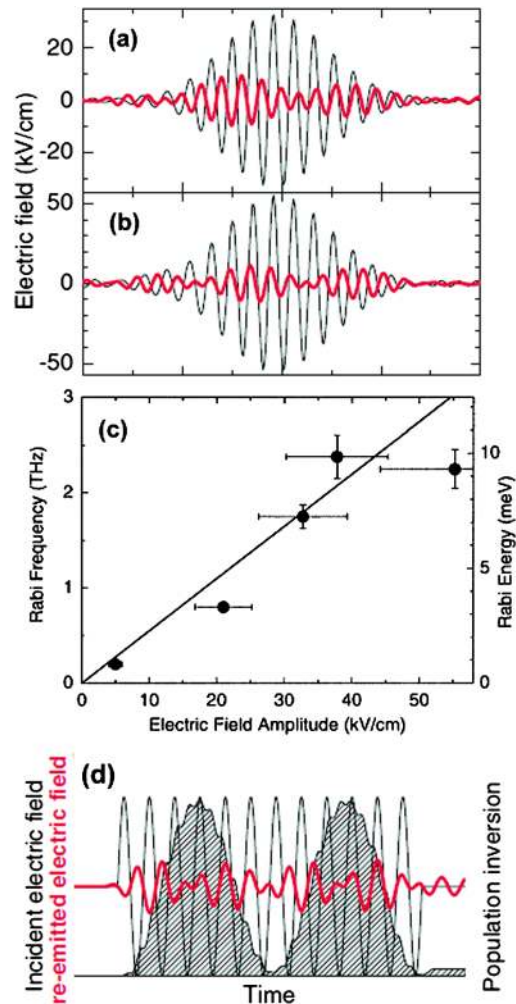 (a)
20
0
-20
Electric field (kV/cm)
(b)
50
0
-50
(c)
3
2
1
0
Rabi Frequency (THz)
10
5
0
Rabi Energy (meV)
0 10 20 30 40 50
Electric Field Amplitude (kV/cm)
(d)
Incident electric field
re-emitted electric field
Population inversion
Time